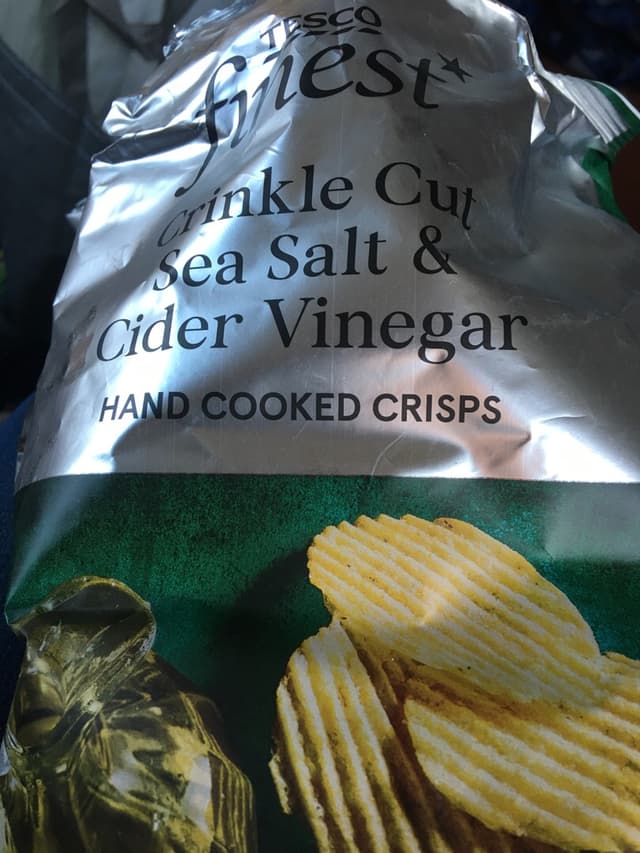 TESCO
finest*
Crinkle Cut
Sea Salt &
Cider Vinegar
HAND COOKED CRISPS